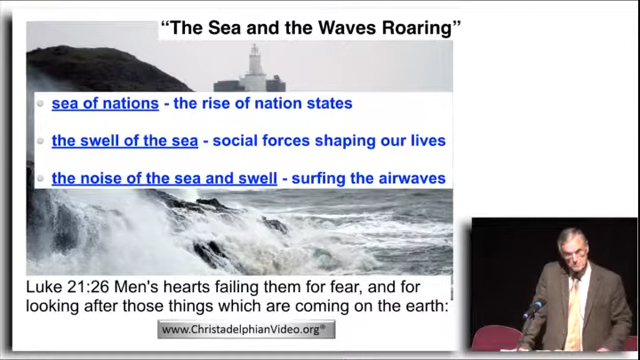 “The Sea and the Waves Roaring”
sea of nations - the rise of nation states
the swell of the sea - social forces shaping our lives
the noise of the sea and swell - surfing the airwaves
Luke 21:26 Men's hearts failing them for fear, and for
looking after those things which are coming on the earth:
www.ChristadelphianVideo.org®